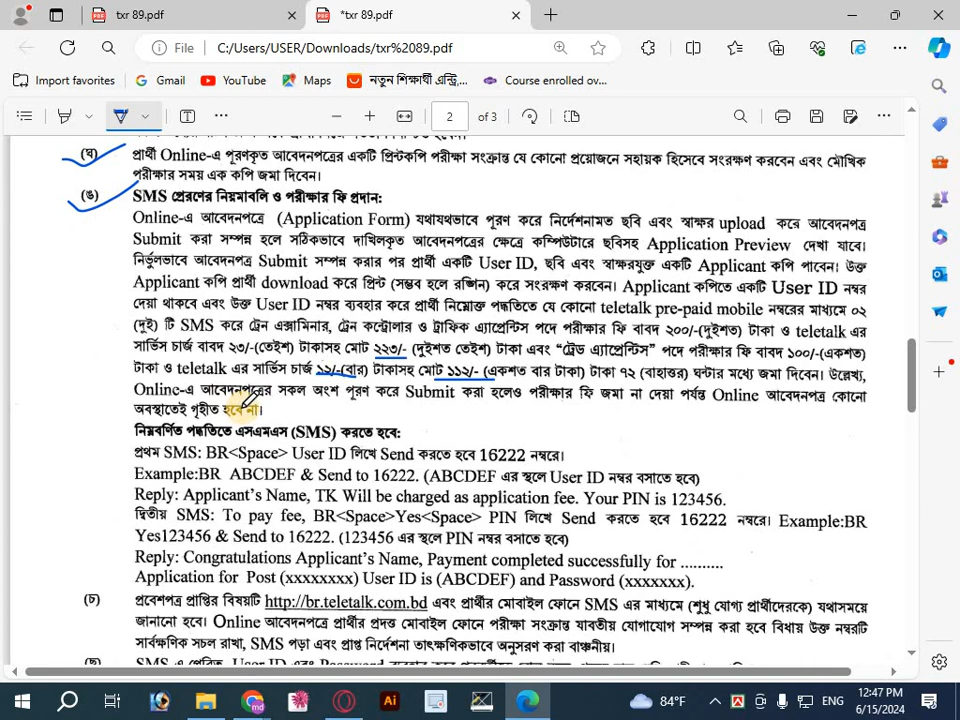 txr 89.pdf
*txr 89.pdf
File
C:/Users/USER/Downloads/txr%2089.pdf
Import favorites
Gmail
YouTube
Maps
নতুন শিক্ষার্থী এন্ট্রি,...
Course enrolled ov...
2 of 3
(ঘ) প্রার্থী Online-এ পূরণকৃত আবেদনপত্রের একটি প্রিন্টকপি পরীক্ষা সংক্রান্ত যে কোনো প্রয়োজনে সহায়ক হিসেবে সংরক্ষণ করবেন এবং মৌখিক
পরীক্ষার সময় এক কপি জমা দিবেন।
(ঙ) SMS প্রেরণের নিয়মাবলি ও পরীক্ষার ফি প্রদান:
Online-এ আবেদনপত্রে (Application Form) যথাযথভাবে পূরণ করে নির্দেশনামত ছবি এবং স্বাক্ষর upload করে আবেদনপত্র
Submit করা সম্পন্ন হলে সঠিকভাবে দাখিলকৃত আবেদনপত্রের ক্ষেত্রে কম্পিউটারে ছবিসহ Application Preview দেখা যাবে।
নির্ভুলভাবে আবেদনপত্র Submit সম্পন্ন করার পর প্রার্থী একটি User ID, ছবি এবং স্বাক্ষরযুক্ত একটি Applicant কপি পাবেন। উক্ত
Applicant কপি প্রার্থী download করে প্রিন্ট (সম্ভব হলে রঙ্গিন) করে সংরক্ষণ করবেন। Applicant কপিতে একটি User ID নম্বর
দেয়া থাকবে এবং উক্ত User ID নম্বর ব্যবহার করে প্রার্থী নিম্নোক্ত পদ্ধতিতে যে কোনো teletalk pre-paid mobile নম্বরের মাধ্যমে ০২
(দুই) টি SMS করে ট্রেন এক্সামিনার, ট্রেন কন্ট্রোলার ও ট্রাফিক এ্যাপ্রেন্টিস পদে পরীক্ষার ফি বাবদ ২০০/-(দুইশত) টাকা ও teletalk এর
সার্ভিস চার্জ বাবদ ২৩/-(তেইশ) টাকাসহ মোট ২২৩/- (দুইশত তেইশ) টাকা এবং “ট্রেড এ্যাপ্রেন্টিস” পদে পরীক্ষার ফি বাবদ ১০০/-(একশত)
টাকা ও teletalk এর সার্ভিস চার্জ ১২/-(বার) টাকাসহ মোট ১১২/- (একশত বার টাকা) টাকা ৭২ (বাহাত্তর) ঘন্টার মধ্যে জমা দিবেন। উল্লেখ্য,
Online-এ আবেদনপত্রের সকল অংশ পূরণ করে Submit করা হলেও পরীক্ষার ফি জমা না দেয়া পর্যন্ত Online আবেদনপত্র কোনো
অবস্থাতেই গৃহীত হবে না।
নিম্নবর্ণিত পদ্ধতিতে এসএমএস (SMS) করতে হবে:
প্রথম SMS: BR<Space> User ID লিখে Send করতে হবে 16222 নম্বরে।
Example:BR ABCDEF & Send to 16222. (ABCDEF এর স্থলে User ID নম্বর বসাতে হবে)
Reply: Applicant's Name, TK Will be charged as application fee. Your PIN is 123456.
দ্বিতীয় SMS: To pay fee, BR<Space>Yes<Space> PIN লিখে Send করতে হবে 16222 নম্বরে। Example:BR
Yes123456 & Send to 16222. (123456 এর স্থলে PIN নম্বর বসাতে হবে)
Reply: Congratulations Applicant's Name, Payment completed successfully for ..........
Application for Post (xxxxxxxx) User ID is (ABCDEF) and Password (xxxxxxx).
(চ) প্রবেশপত্র প্রাপ্তির বিষয়টি http://br.teletalk.com.bd এবং প্রার্থীর মোবাইল ফোনে SMS এর মাধ্যমে (শুধু যোগ্য প্রার্থীদেরকে) যথাসময়ে
জানানো হবে। Online আবেদনপত্রে প্রার্থীর প্রদত্ত মোবাইল ফোনে পরীক্ষা সংক্রান্ত যাবতীয় যোগাযোগ সম্পন্ন করা হবে বিধায় উক্ত নম্বরটি
সার্বক্ষণিক সচল রাখা, SMS পড়া এবং প্রাপ্ত নির্দেশনা তাৎক্ষণিকভাবে অনুসরণ করা বাঞ্চনীয়।
(ছ) SMS এ প্রেরিত User ID এবং Password
84°F
ENG
12:47 PM
6/15/2024